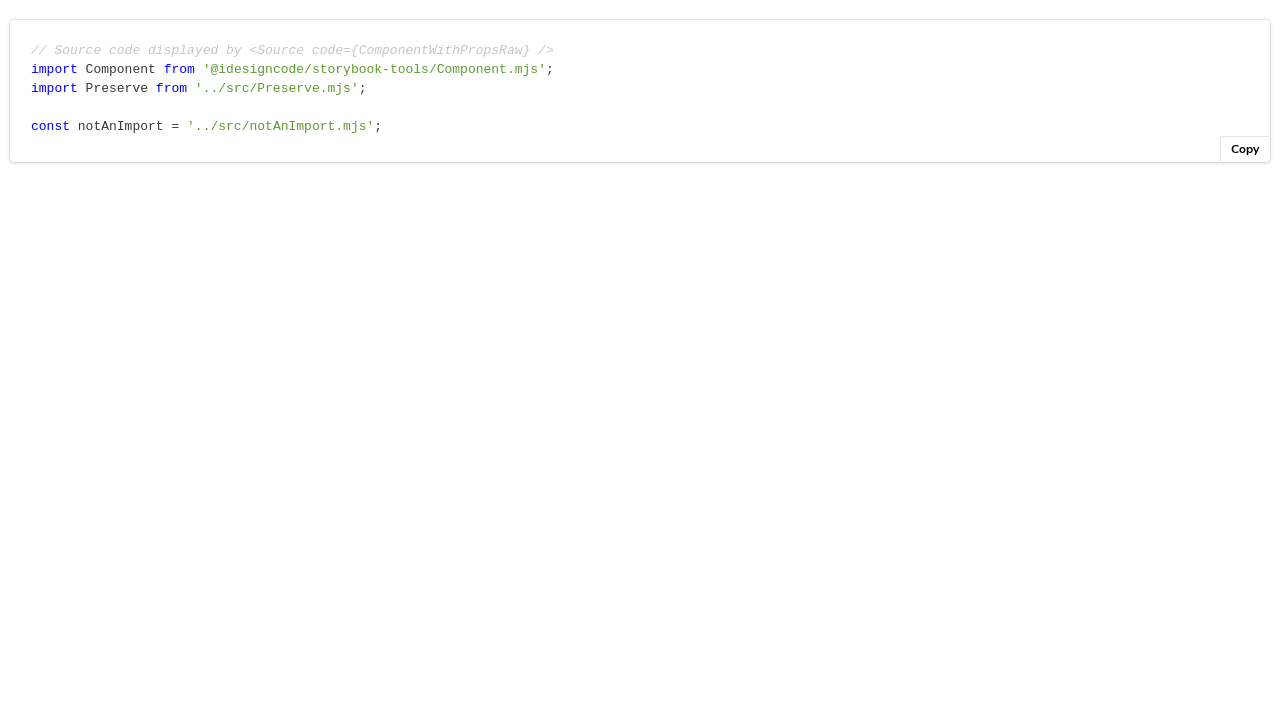 // Source code displayed by <Source code={ComponentWithPropsRaw} />
import Component from '@idesigncode/storybook-tools/Component.mjs';
import Preserve from '../src/Preserve.mjs';
const notAnImport = '../src/notAnImport.mjs';
Copy